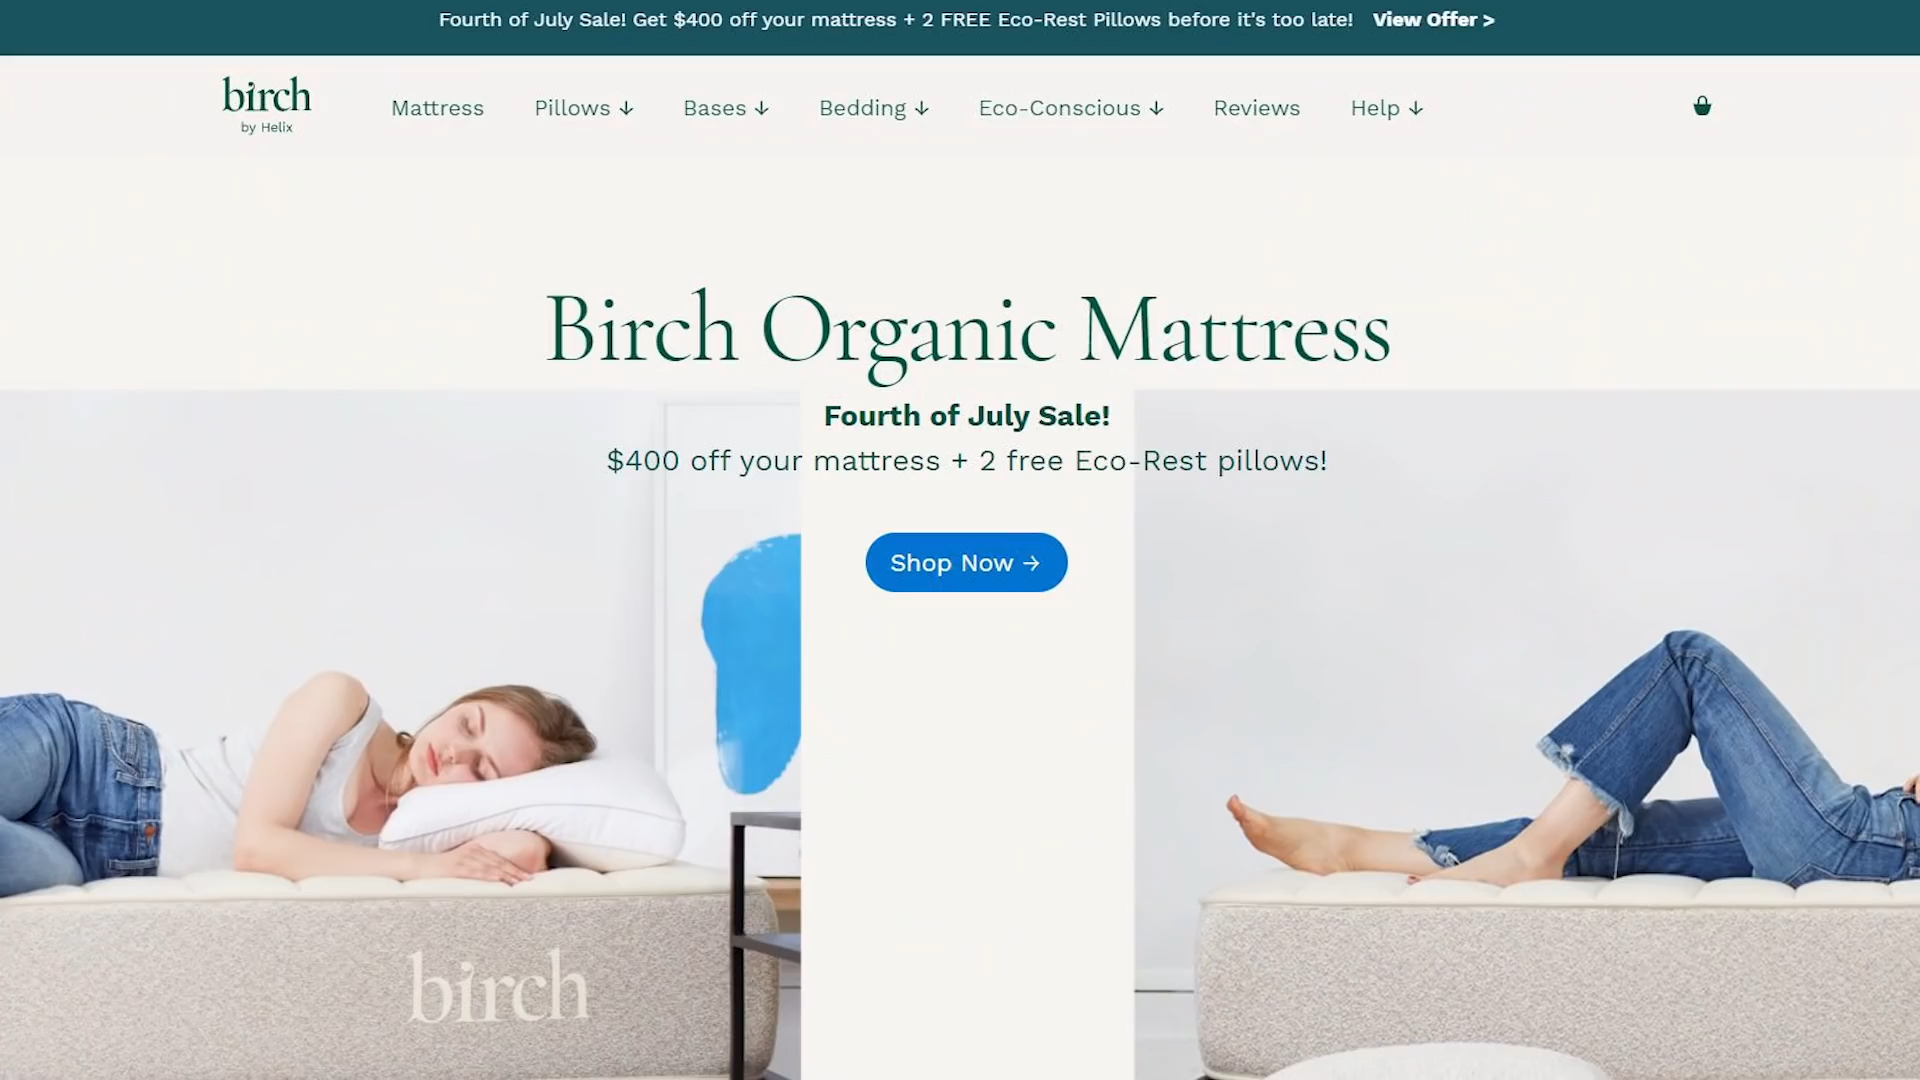 Fourth of July Sale! Get $400 off your mattress + 2 FREE Eco-Rest Pillows before it's too late! View Offer >
birch
by Helix
Mattress Pillows ↓ Bases ↓ Bedding ↓ Eco-Conscious ↓ Reviews Help ↓
Birch Organic Mattress
Fourth of July Sale!
$400 off your mattress + 2 free Eco-Rest pillows!
Shop Now →
birch